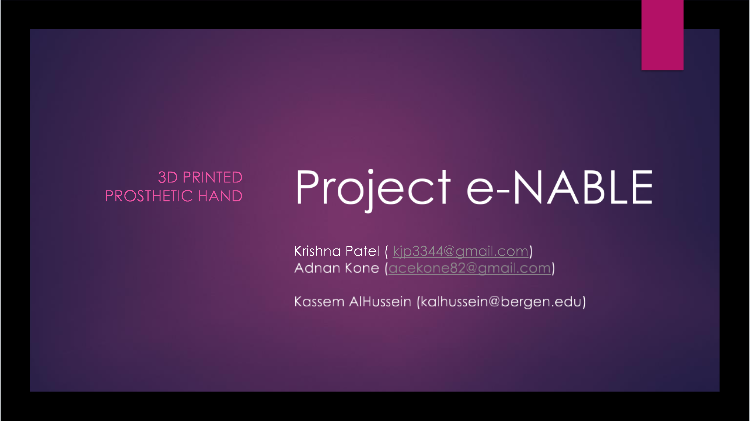 3D PRINTED
PROSTHETIC HAND
Project e-NABLE
Krishna Patel ( kjp3344@gmail.com)
Adnan Kone (acekone82@gmail.com)
Kassem AlHussein (kalhussein@bergen.edu)